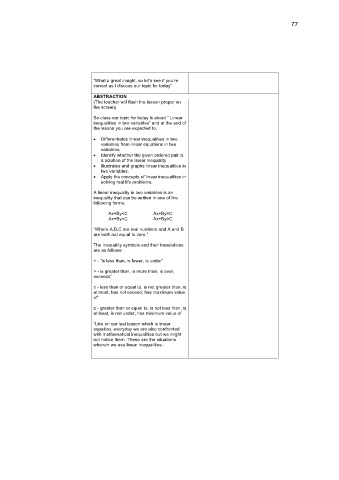 77
"What a great insight, so let's see if you're
correct as I discuss our topic for today"
ABSTRACTION
(The teacher will flash the lesson proper on
the screen)
So class our topic for today is about " Linear
inequalities in two variables" and at the end of
the lesson you are expected to:
• Differentiates linear inequalities in two
variables from linear equations in two
variables.
• Identify whether the given ordered pair is
a solution of the linear inequality
• Illustrates and graphs linear inequalities in
two variables.
• Apply the concepts of linear inequalities in
solving real life problems.
A linear inequality in two variables is an
inequality that can be written in one of the
following forms:
Ax+By<C Ax+By≤C
Ax+By>C Ax+By≥C
"Where A,B,C are real numbers and A and B
are both not equal to zero."
The inequality symbols and their translations
are as follows:
< - "is less than, is fewer, is under"
> - is greater than, is more than, is over,
exceeds"
≤ - less than or equal to, is not greater than, is
at most, has not exceed, has maximum value
of"
≥ - greater than or equal to, is not less than, is
at least, is not under, has minimum value of"
"Like on our last lesson which is linear
equation, everyday we are also confronted
with mathematical inequalities but we might
not notice them. These are the situations
wherein we use linear inequalities :